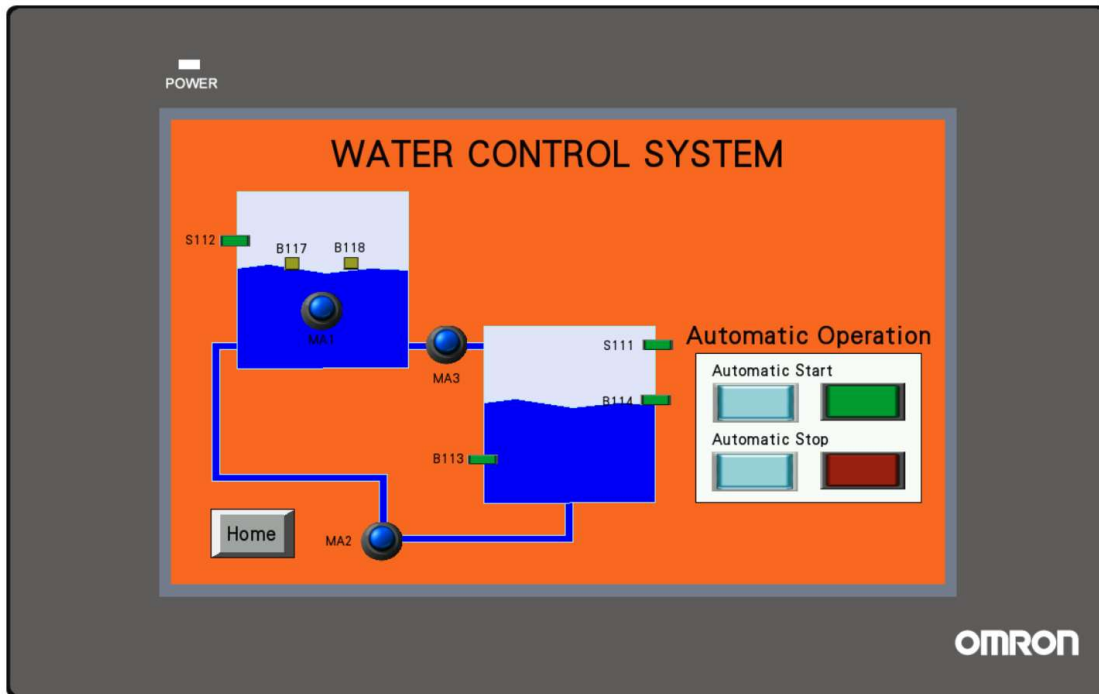 POWER
WATER CONTROL SYSTEM
S112
B117
B118
MA1
MA3
S111
B114
B113
MA2
Automatic Operation
Automatic Start
Automatic Stop
Home
OMRON